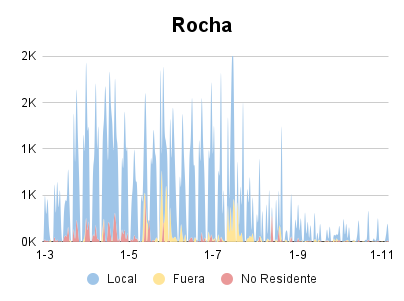 Rocha
2K
2K
1K
1K
0K
1-3 1-5 1-7 1-9 1-11
Local Fuera No Residente